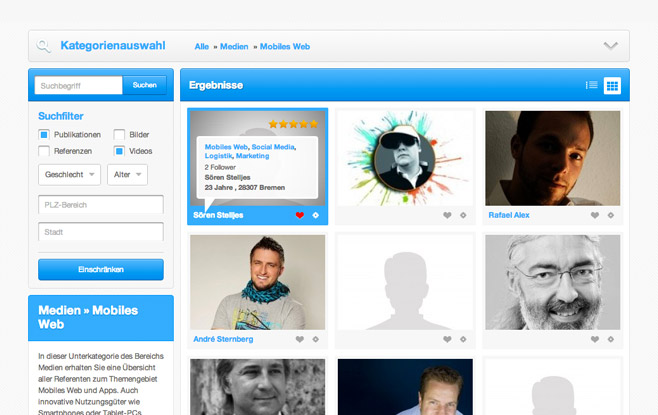 Kategorienauswahl
Alle » Medien » Mobiles Web
Suchbegriff
Suchen
Suchfilter
Publikationen
Bilder
Referenzen
Videos
Geschlecht
Alter
PLZ-Bereich
Stadt
Einschränken
Medien » Mobiles
Web
In dieser Unterkategorie des Bereichs
Medien erhalten Sie eine Übersicht
aller Referenten zum Themengebiet
Mobiles Web und Apps. Auch
innovative Nutzungsgüter wie
Smartphones oder Tablet-PCs,
Ergebnisse
Mobiles Web, Social Media,
Logistik, Marketing
2 Follower
Sören Stelljes
23 Jahre , 28307 Bremen
Sören Stelljes
Rafael Alex
André Sternberg